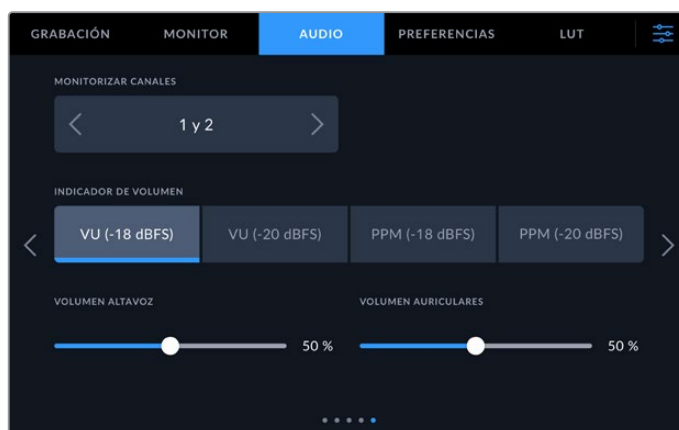 GRABACIÓN MONITOR AUDIO PREFERENCIAS LUT
MONITORIZAR CANALES
1 y 2
INDICADOR DE VOLUMEN
VU (-18 dBFS) VU (-20 dBFS) PPM (-18 dBFS) PPM (-20 dBFS)
VOLUMEN ALTAVOZ VOLUMEN AURICULARES
50 % 50 %